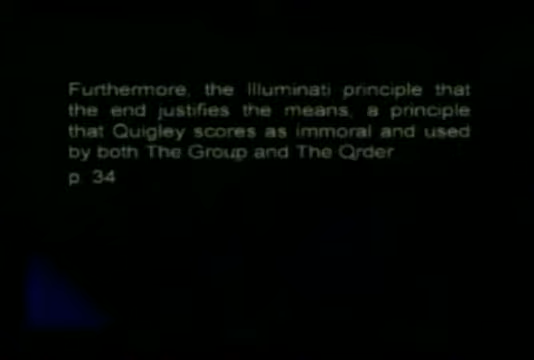 Furthermore, the Illuminati principle that
the end justifies the means, a principle
that Quigley scores as immoral and used
by both The Group and The Order
p. 34